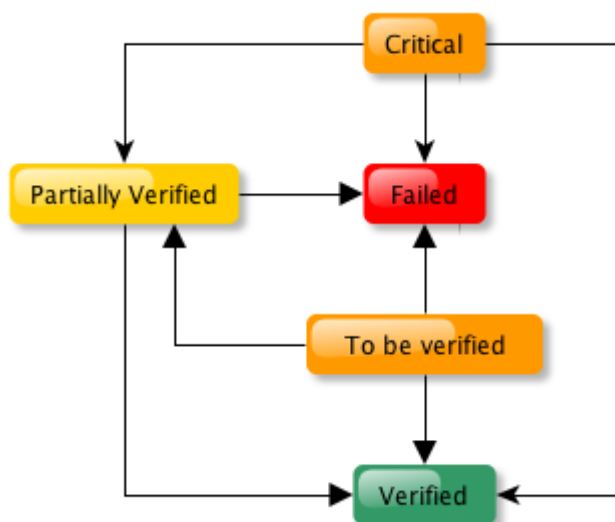 Critical
Partially Verified
Failed
To be verified
Verified